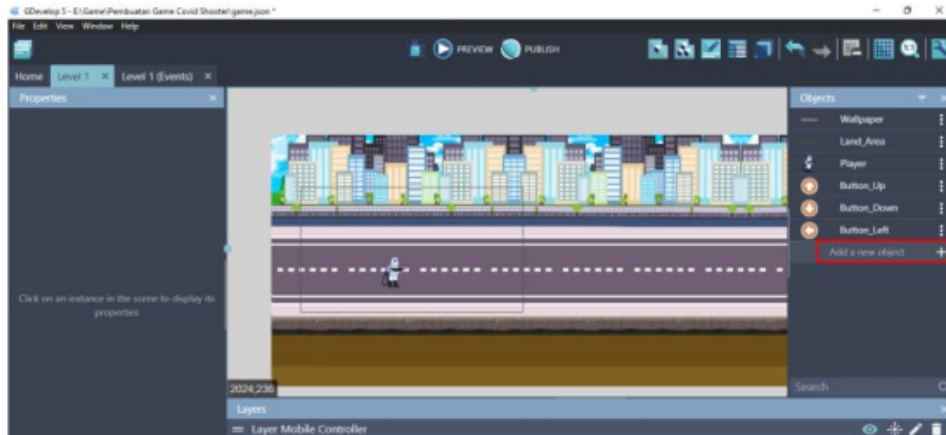 GDevelop 5 - E:\Game\Pembuatan Game Covid Shooter\game.json *
File Edit View Window Help
PREVIEW PUBLISH
Home Level 1 × Level 1 (Events) ×
Properties ×
Objects
Wallpaper
Land_Area
Player
Button_Up
Button_Down
Button_Left
Add a new object +
Click on an instance in the scene to display its
properties
2024;236
Search
Layers
Layer Mobile Controller